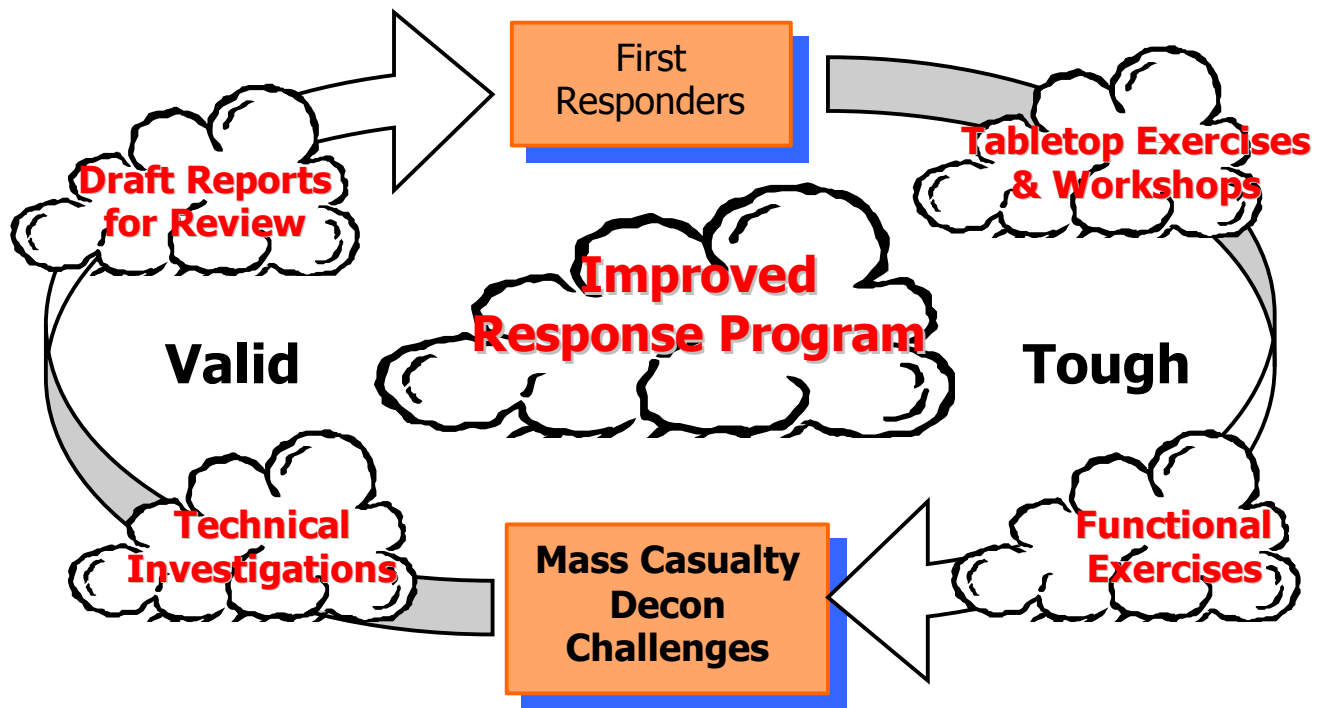 First
Responders
Tabletop Exercises
& Workshops
Draft Reports
for Review
Improved
Response Program
Valid
Tough
Technical
Investigations
Mass Casualty
Decon
Challenges
Functional
Exercises